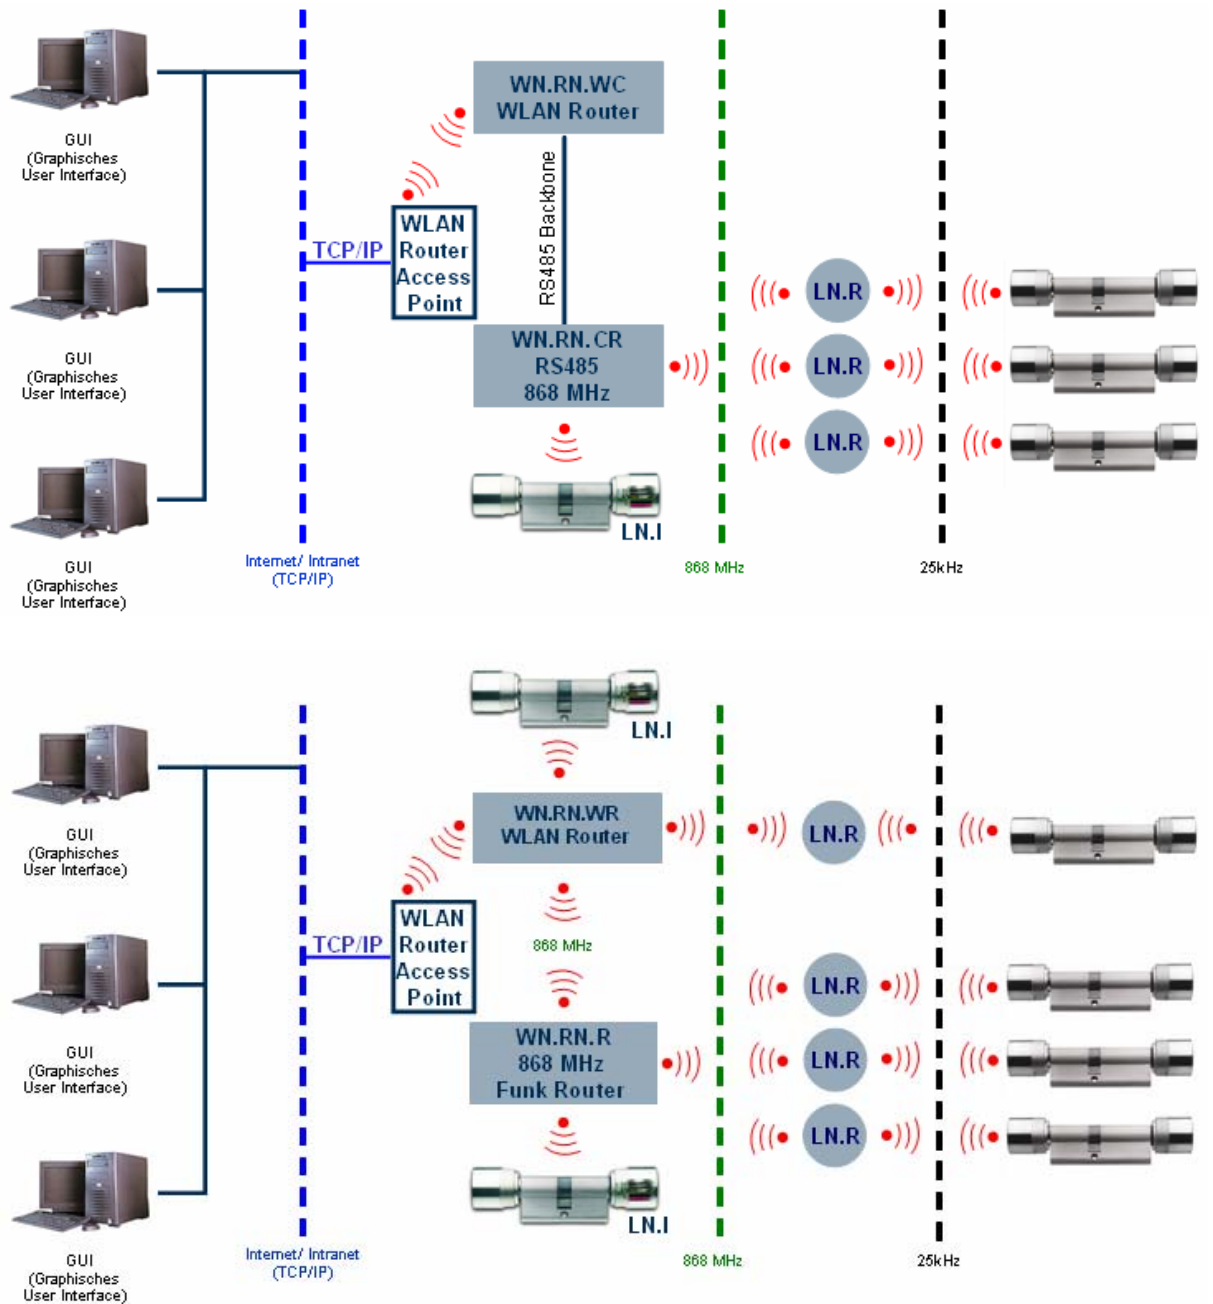 WN.RN.WC
WLAN Router
GUI
(Graphisches
User Interface)
RS485 Backbone
WLAN
Router
Access
Point
TCP/IP
LN.R
WN.RN.CR
RS485
868 MHz
GUI
(Graphisches
User Interface)
LN.R
LN.R
LN.I
GUI
(Graphisches
User Interface)
Internet/ Intranet
(TCP/IP)
868 MHz
25kHz
LN.I
WN.RN.WR
WLAN Router
LN.R
GUI
(Graphisches
User Interface)
WLAN
Router
Access
Point
TCP/IP
868 MHz
LN.R
WN.RN.R
868 MHz
Funk Router
LN.R
GUI
(Graphisches
User Interface)
LN.R
LN.I
GUI
(Graphisches
User Interface)
Internet/ Intranet
(TCP/IP)
868 MHz
25kHz